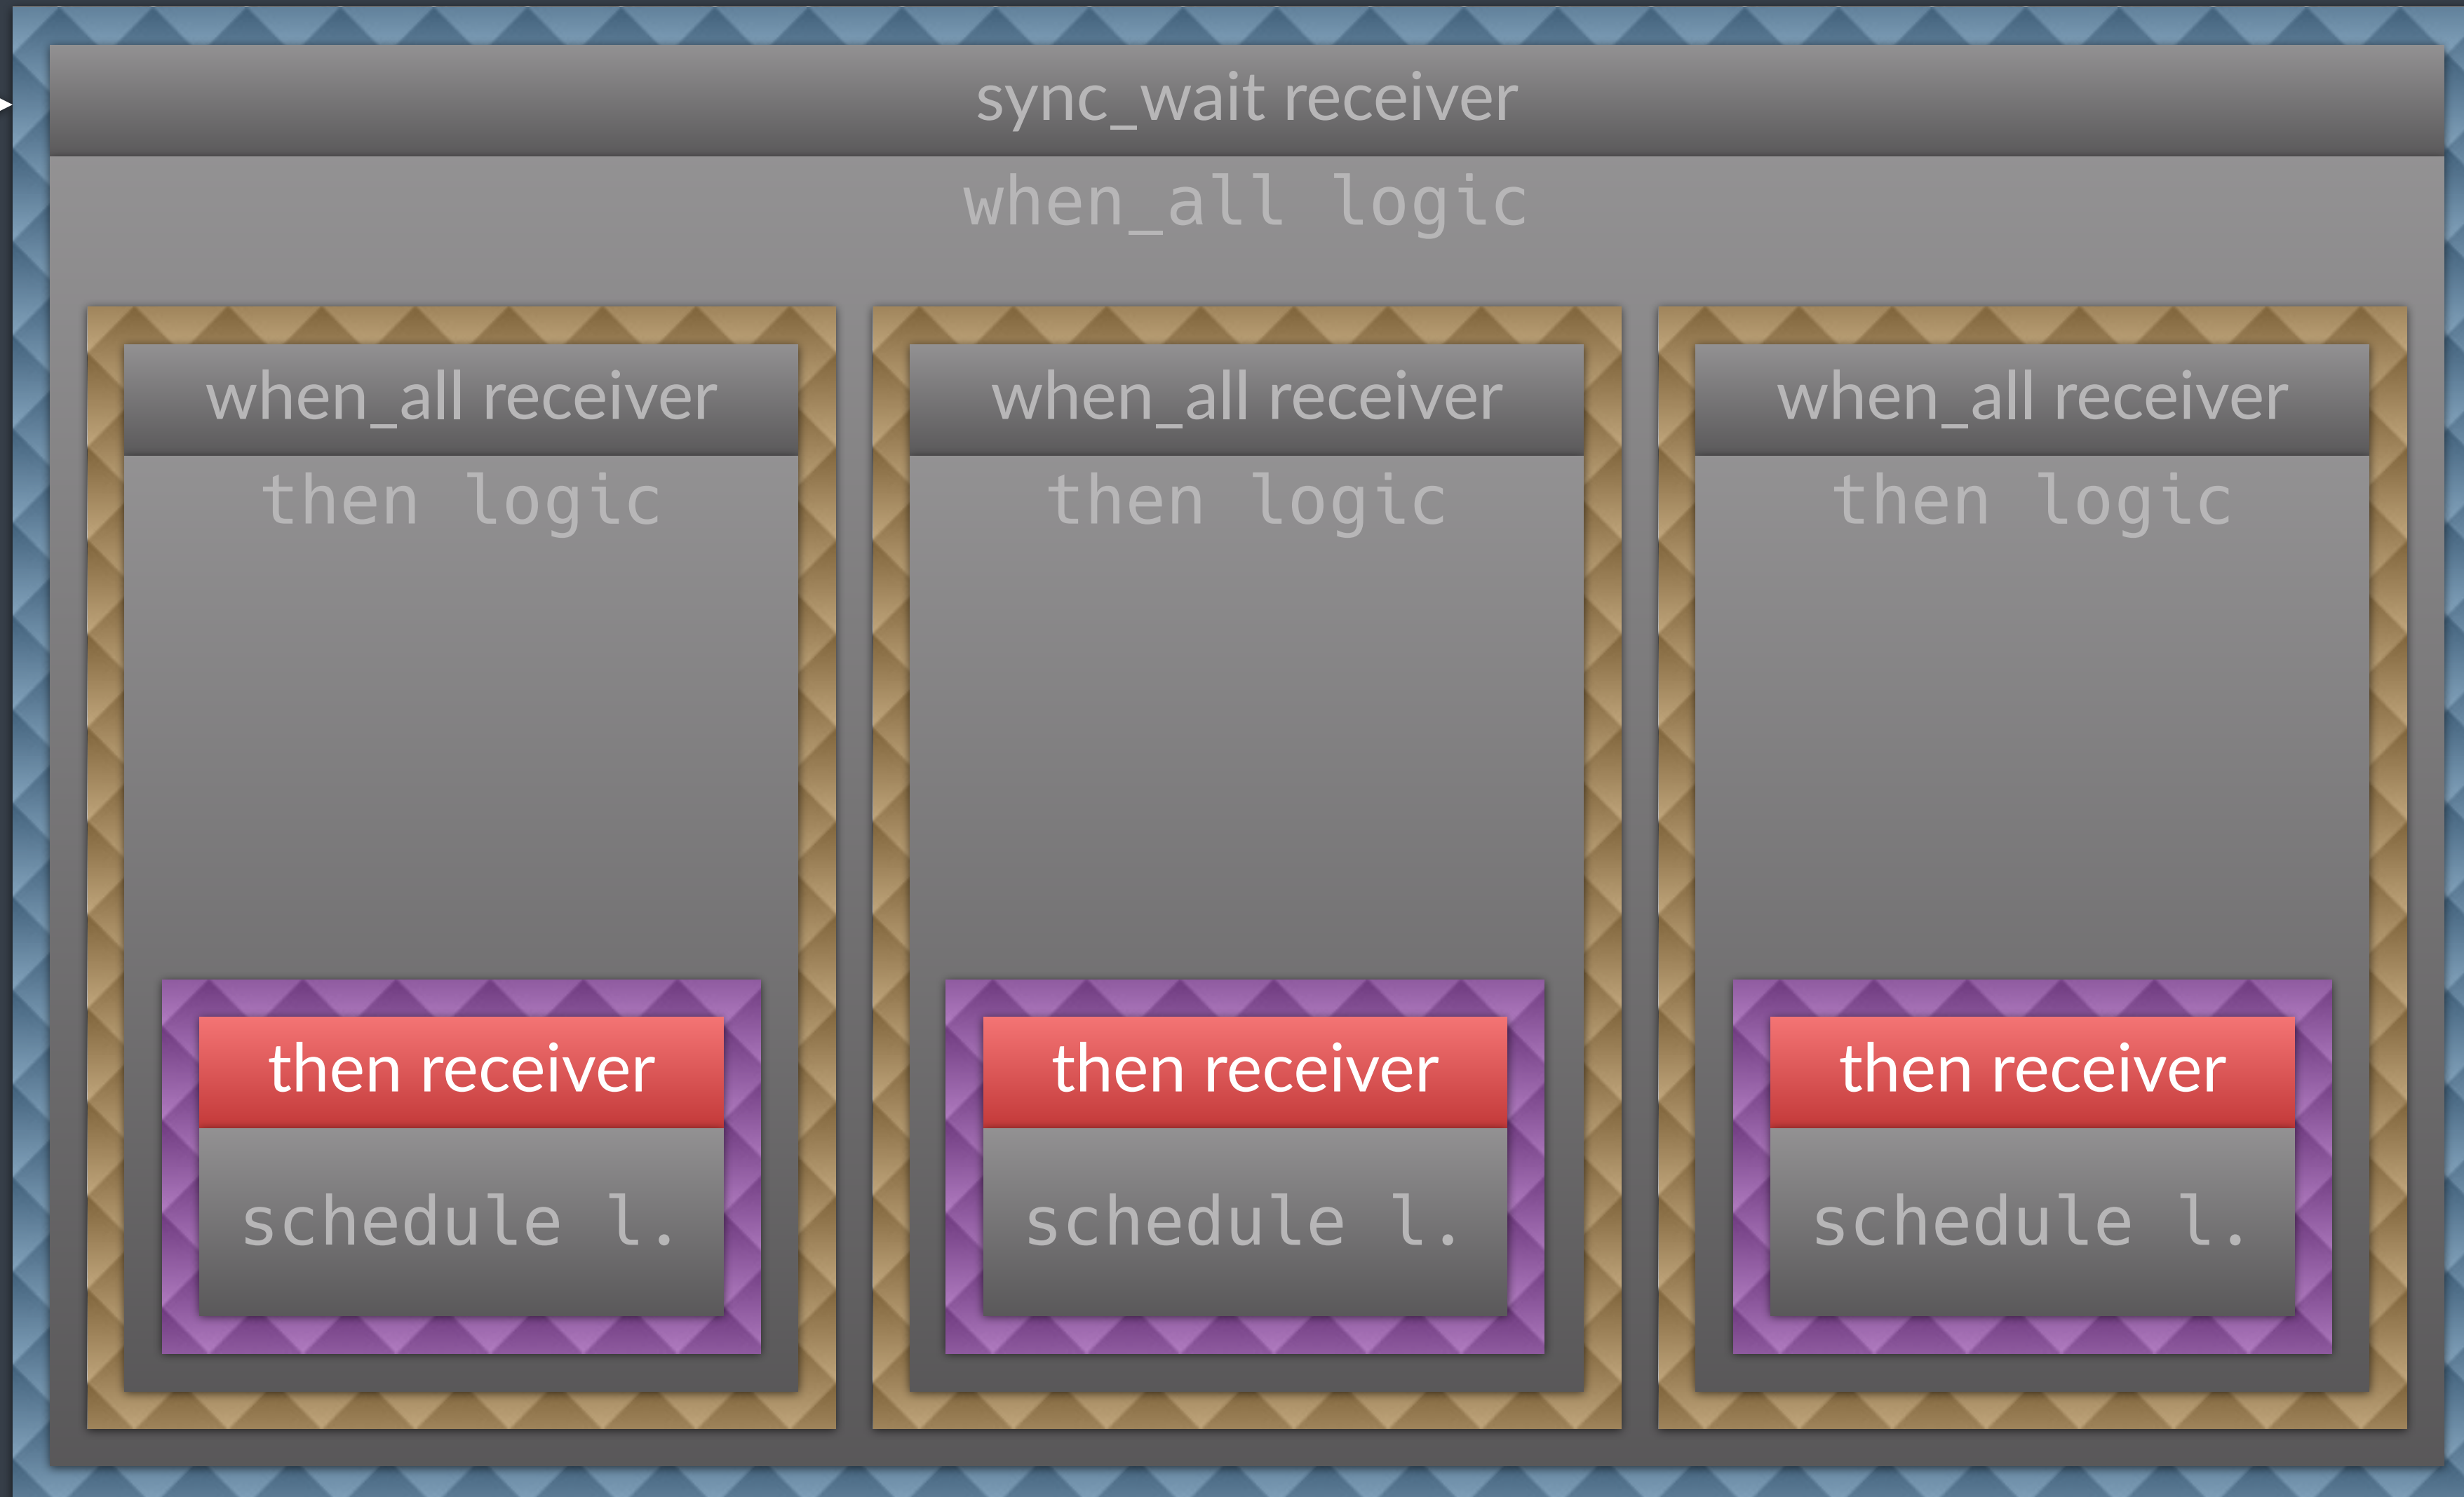 sync_wait receiver
when_all logic
when_all receiver
then logic
then receiver
schedule l.
when_all receiver
then logic
then receiver
schedule l.
when_all receiver
then logic
then receiver
schedule l.